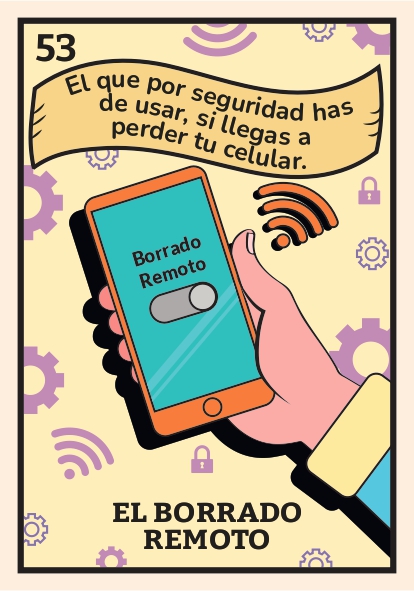 53
El que por seguridad has
de usar, si llegas a
perder tu celular.
Borrado
Remoto
EL BORRADO
REMOTO